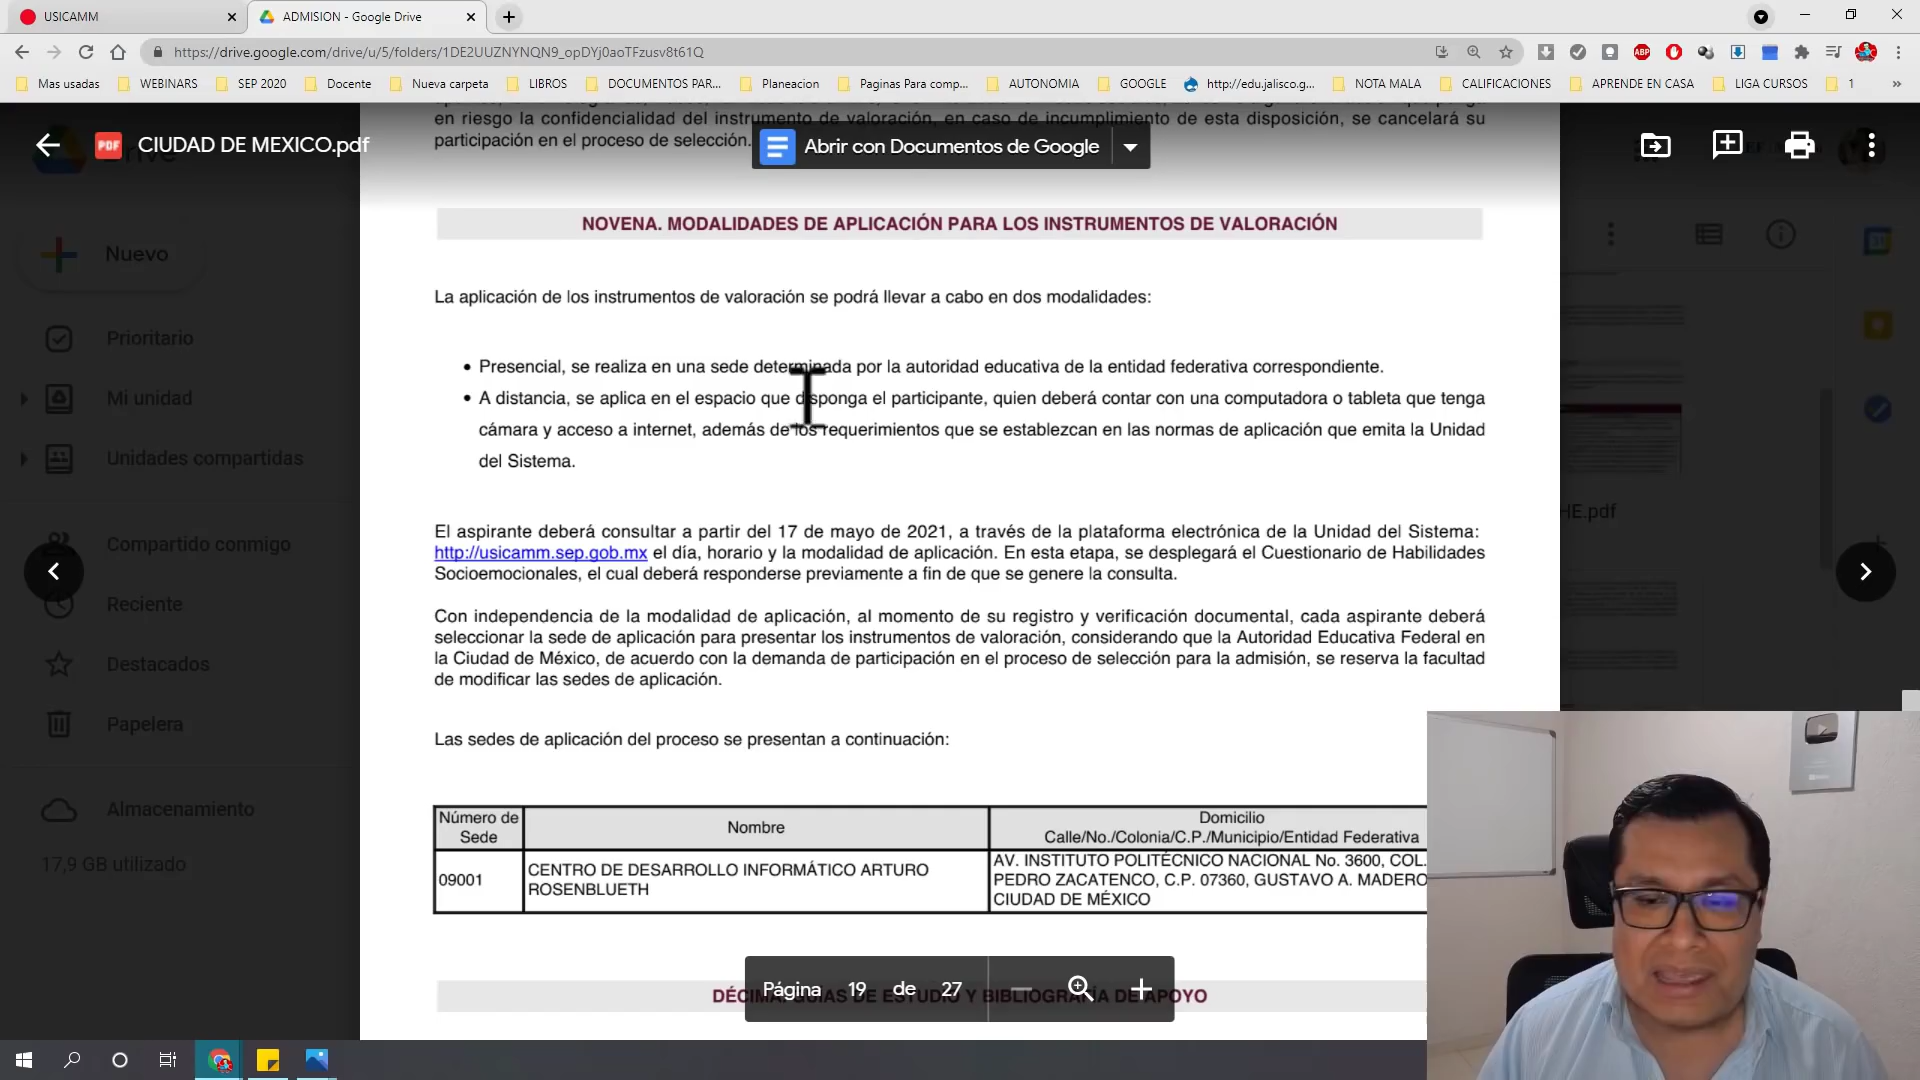 USICAMM
ADMISION - Google Drive
https://drive.google.com/drive/u/5/folders/1DE2UUZNYNQN9_opDYj0aoTFzusv8t61Q
Mas usadas WEBINARS SEP 2020 Docente Nueva carpeta LIBROS DOCUMENTOS PAR... Planeacion Paginas Para comp... AUTONOMIA GOOGLE http://edu.jalisco.g... NOTA MALA CALIFICACIONES APRENDE EN CASA LIGA CURSOS 1 »
PDF CIUDAD DE MEXICO.pdf
Abrir con Documentos de Google
en riesgo la confidencialidad del instrumento de valoración, en caso de incumplimiento de esta disposición, se cancelará su
participación en el proceso de selección.
Nuevo
Prioritario
Mi unidad
Unidades compartidas
Compartido conmigo
Reciente
Destacados
Papelera
Almacenamiento
17,9 GB utilizado
NOVENA. MODALIDADES DE APLICACIÓN PARA LOS INSTRUMENTOS DE VALORACIÓN
La aplicación de los instrumentos de valoración se podrá llevar a cabo en dos modalidades:
• Presencial, se realiza en una sede determinada por la autoridad educativa de la entidad federativa correspondiente.
• A distancia, se aplica en el espacio que disponga el participante, quien deberá contar con una computadora o tableta que tenga
cámara y acceso a internet, además de los requerimientos que se establezcan en las normas de aplicación que emita la Unidad
del Sistema.
El aspirante deberá consultar a partir del 17 de mayo de 2021, a través de la plataforma electrónica de la Unidad del Sistema:
http://usicamm.sep.gob.mx el día, horario y la modalidad de aplicación. En esta etapa, se desplegará el Cuestionario de Habilidades
Socioemocionales, el cual deberá responderse previamente a fin de que se genere la consulta.
Con independencia de la modalidad de aplicación, al momento de su registro y verificación documental, cada aspirante deberá
seleccionar la sede de aplicación para presentar los instrumentos de valoración, considerando que la Autoridad Educativa Federal en
la Ciudad de México, de acuerdo con la demanda de participación en el proceso de selección para la admisión, se reserva la facultad
de modificar las sedes de aplicación.
Las sedes de aplicación del proceso se presentan a continuación:
Número de
Sede
Nombre
Domicilio
Calle/No./Colonia/C.P./Municipio/Entidad Federativa
09001
CENTRO DE DESARROLLO INFORMÁTICO ARTURO
ROSENBLUETH
AV. INSTITUTO POLITÉCNICO NACIONAL No. 3600, COL.
PEDRO ZACATENCO, C.P. 07360, GUSTAVO A. MADERO
CIUDAD DE MÉXICO
DÉCIMA. GUÍAS DE ESTUDIO Y BIBLIOGRAFÍA DE APOYO
Página 19 de 27
HE.pdf